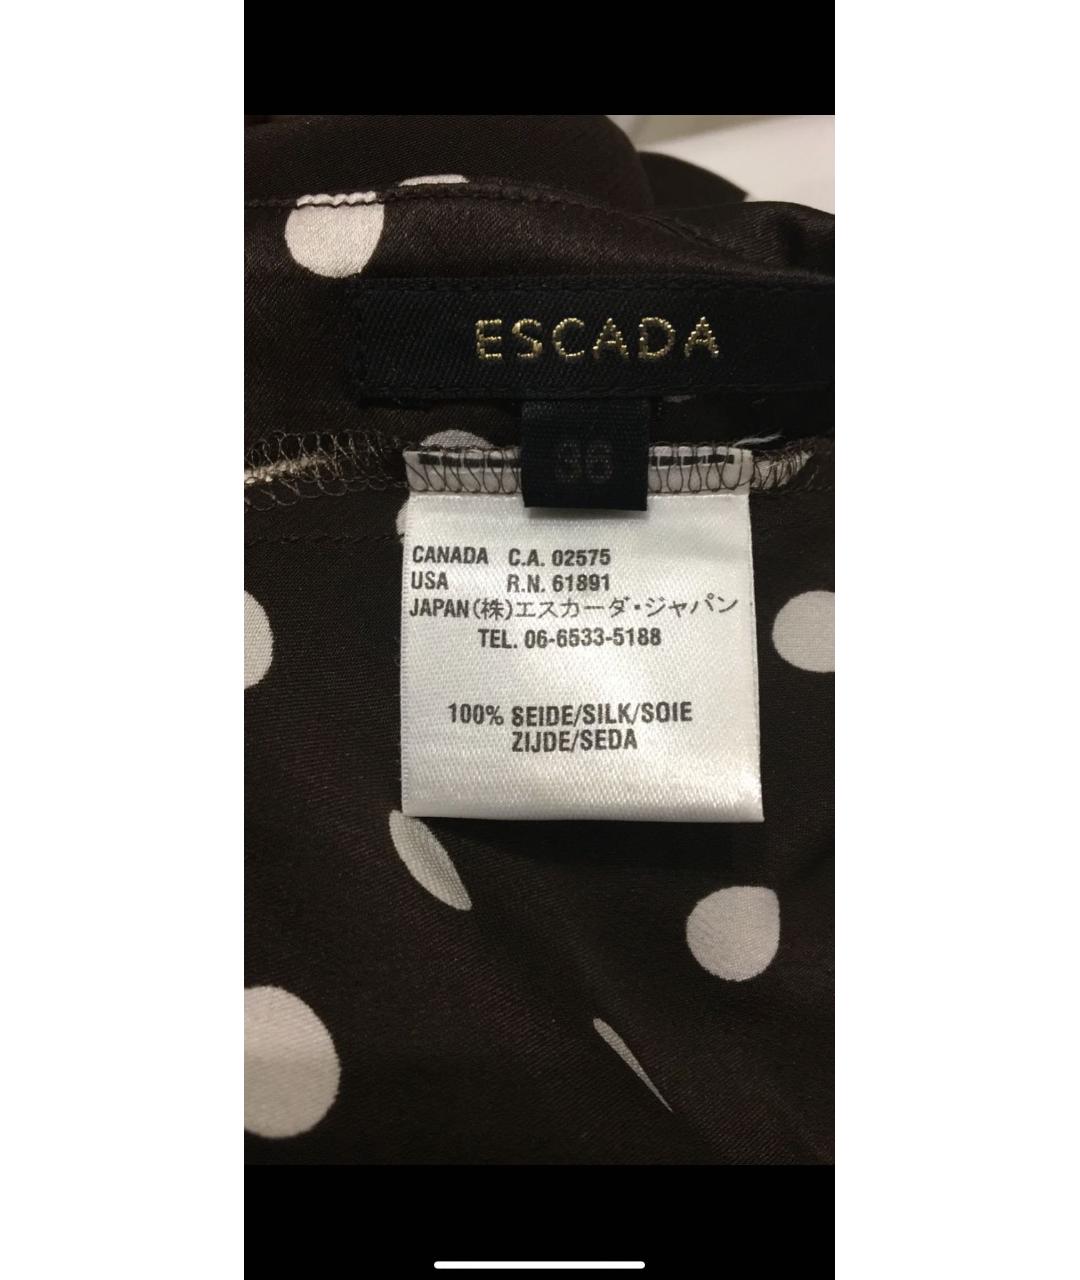 ESCADA
CANADA C.A. 02575
USA R.N. 61891
JAPAN(株)エスカーダ・ジャパン
TEL. 06-6533-5188
100% SEIDE/SILK/SOIE
ZIJDE/SEDA